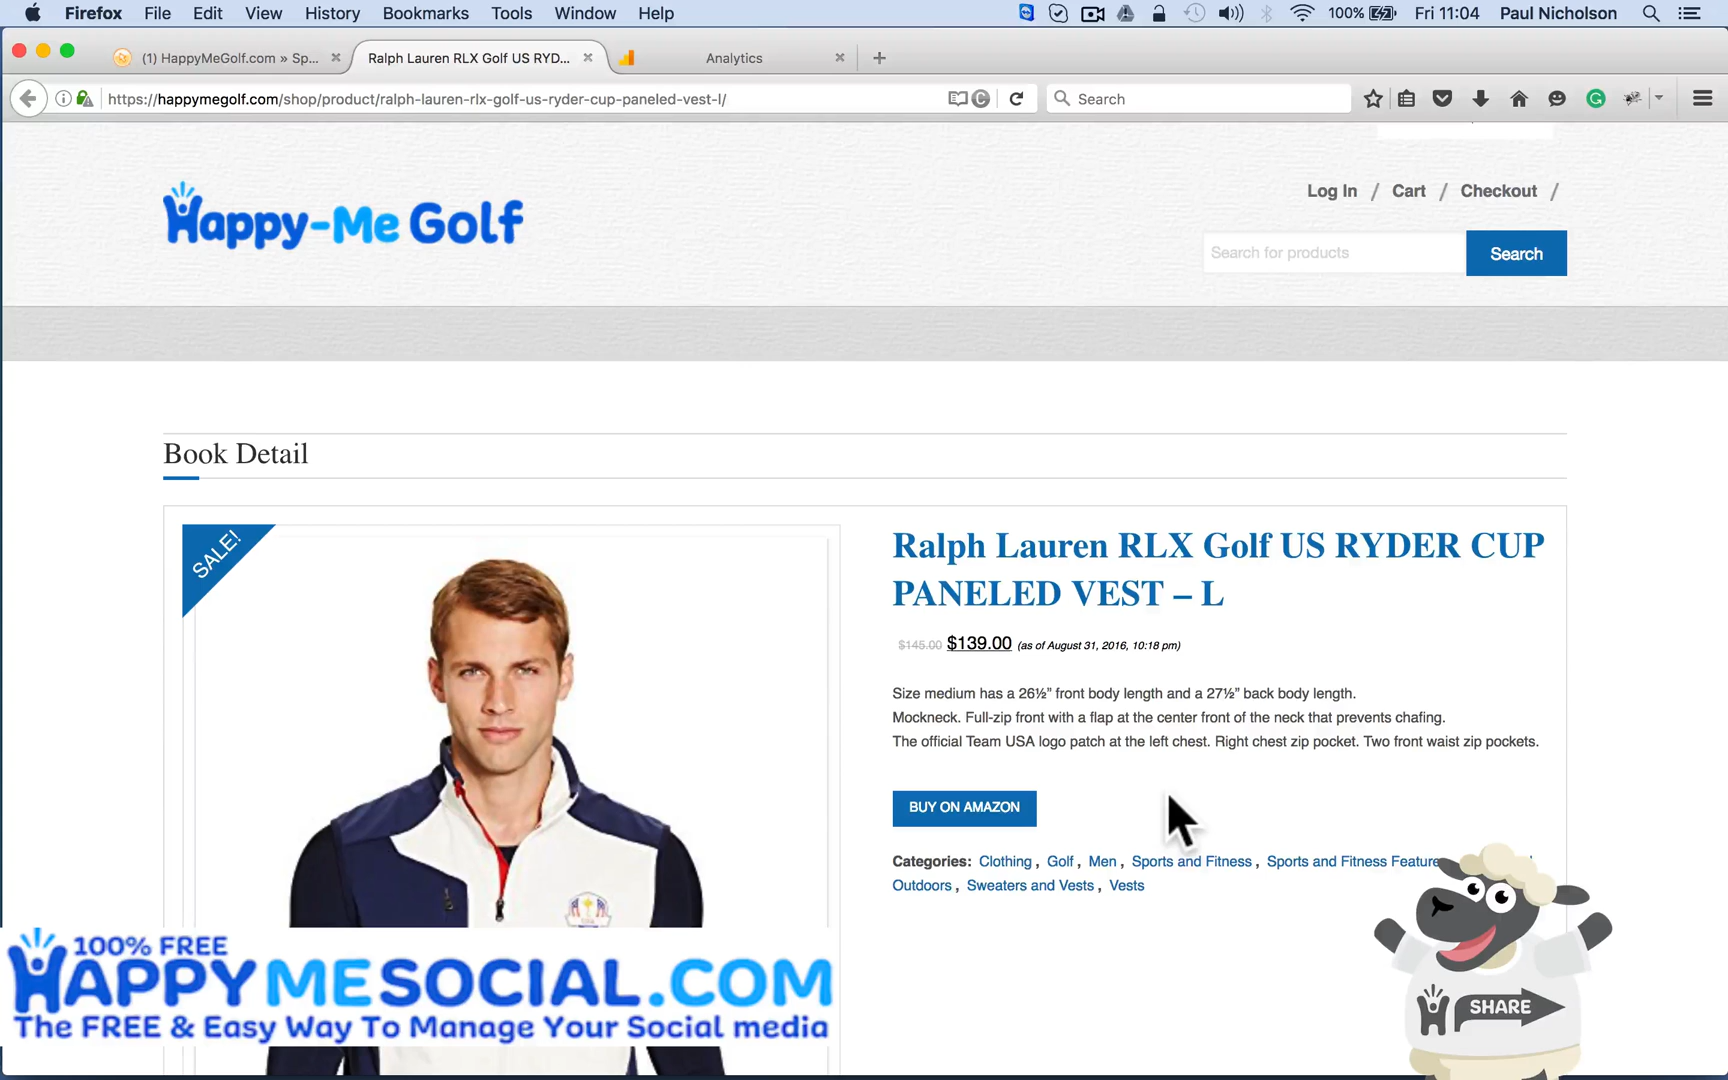 Firefox File Edit View History Bookmarks Tools Window Help 100% Fri 11:04 Paul Nicholson
(1) HappyMeGolf.com » Sp... Ralph Lauren RLX Golf US RYD... Analytics
https://happymegolf.com/shop/product/ralph-lauren-rlx-golf-us-ryder-cup-paneled-vest-l/ Search
Happy-Me Golf
Log In / Cart / Checkout /
Search for products Search
Book Detail
SALE!
Ralph Lauren RLX Golf US RYDER CUP
PANELED VEST – L
$145.00 $139.00 (as of August 31, 2016, 10:18 pm)
Size medium has a 26½” front body length and a 27½” back body length.
Mockneck. Full-zip front with a flap at the center front of the neck that prevents chafing.
The official Team USA logo patch at the left chest. Right chest zip pocket. Two front waist zip pockets.
BUY ON AMAZON
Categories: Clothing , Golf , Men , Sports and Fitness , Sports and Fitness Feature
Outdoors , Sweaters and Vests , Vests
100% FREE
HAPPYMESOCIAL.COM
The FREE & Easy Way To Manage Your Social media
SHARE